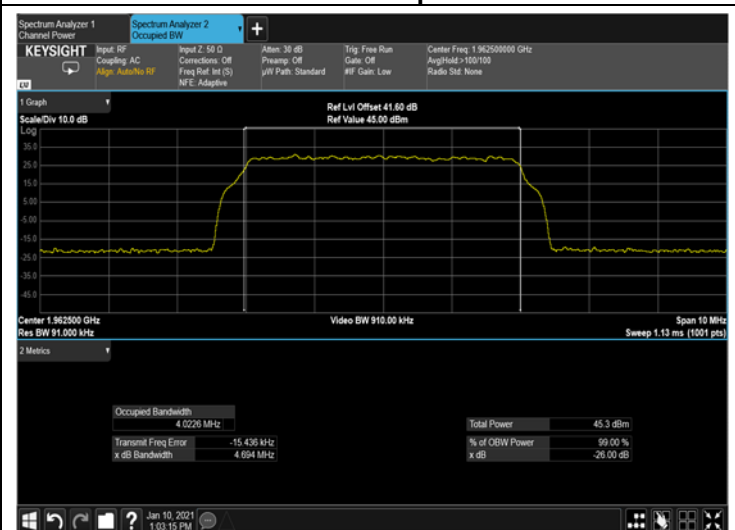 Spectrum Analyzer 1
Channel Power
Spectrum Analyzer 2
Occupied BW
+
KEYSIGHT
Input: RF
Coupling: AC
Align: Auto/No RF
Input Z: 50 Ω
Corrections: Off
Freq Ref: Int (S)
NFE: Adaptive
Atten: 30 dB
Preamp: Off
µW Path: Standard
Trig: Free Run
Gate: Off
#IF Gain: Low
Center Freq: 1.962500000 GHz
Avg|Hold:>100/100
Radio Std: None
1 Graph
Scale/Div 10.0 dB
Ref Lvl Offset 41.60 dB
Ref Value 45.00 dBm
Log
35.0
25.0
15.0
5.00
-5.00
-15.0
-25.0
-35.0
-45.0
Center 1.962500 GHz
Res BW 91.000 kHz
Video BW 910.00 kHz
Span 10 MHz
Sweep 1.13 ms (1001 pts)
2 Metrics
Occupied Bandwidth
4.0226 MHz
Transmit Freq Error -15.436 kHz
x dB Bandwidth 4.694 MHz
Total Power 45.3 dBm
% of OBW Power 99.00 %
x dB -26.00 dB
?
Jan 10, 2021
1:03:15 PM